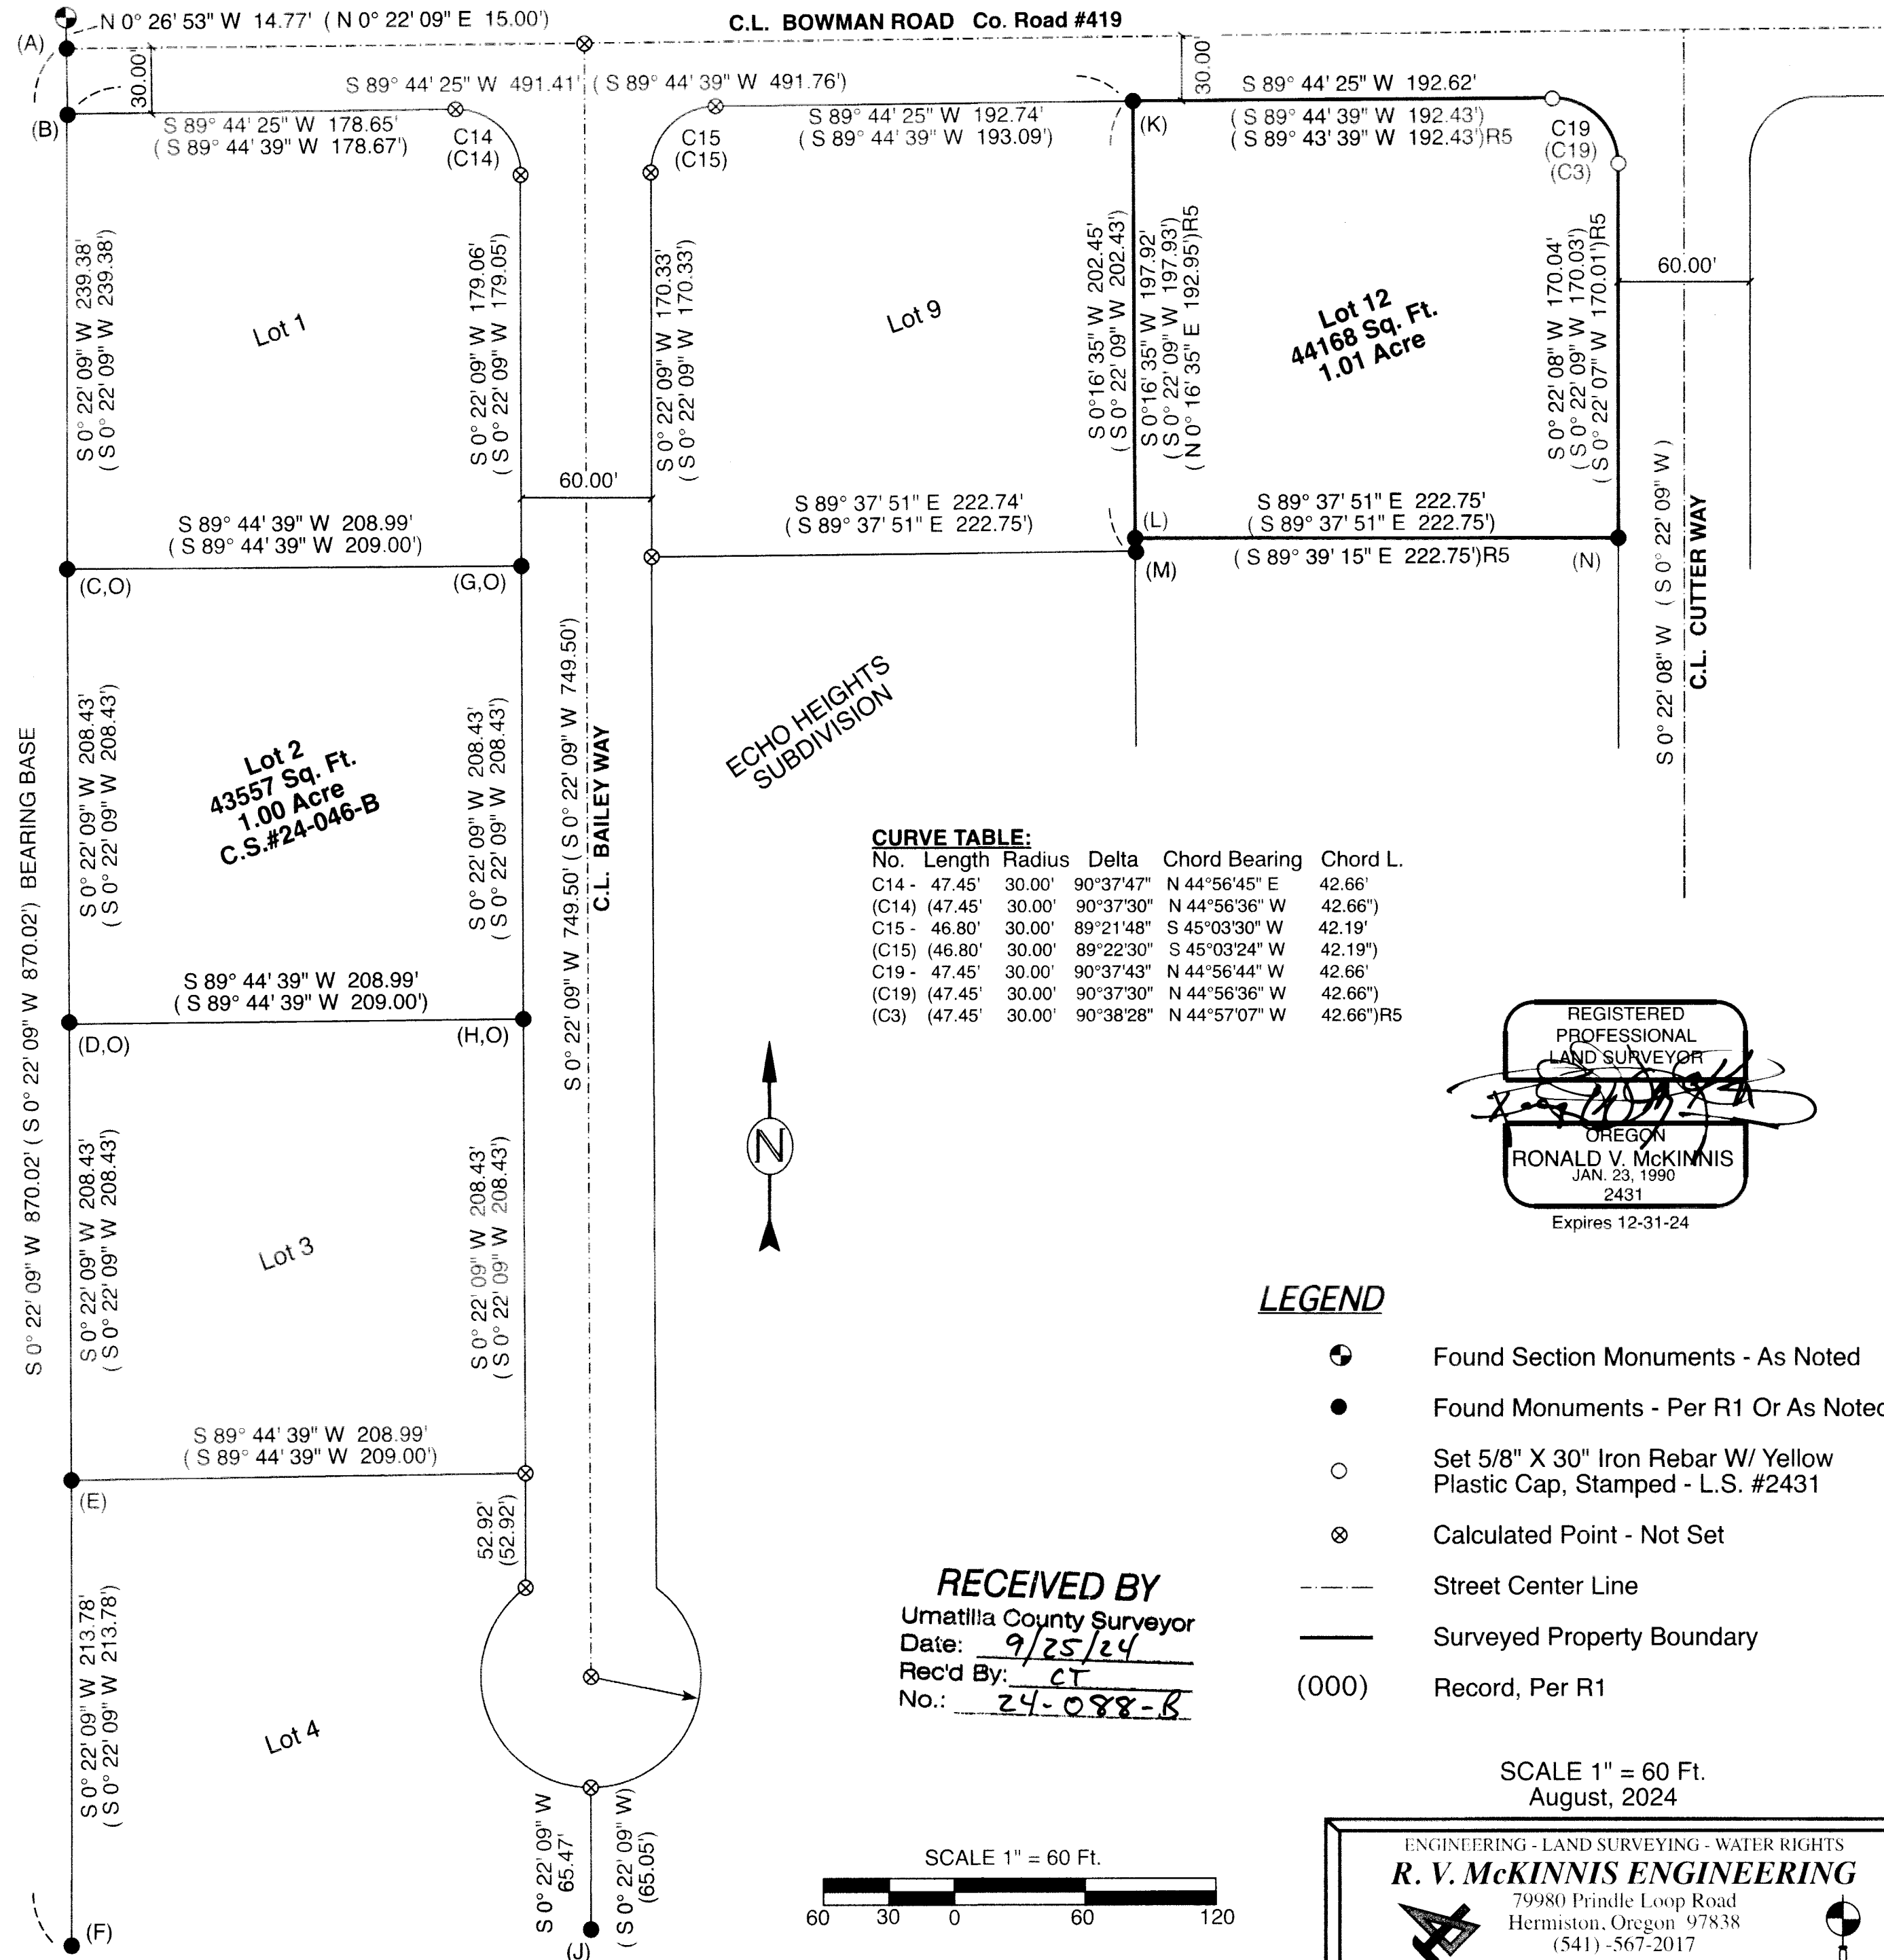 N 0° 26' 53" W 14.77' ( N 0° 22' 09" E 15.00')
C.L. BOWMAN ROAD Co. Road #419
(A)
30.00'
30.00'
S 89° 44' 25" W 491.41' ( S 89° 44' 39" W 491.76')
S 89° 44' 25" W 192.62'
(B)
S 89° 44' 25" W 178.65'
( S 89° 44' 39" W 178.67')
C14
(C14)
C15
(C15)
S 89° 44' 25" W 192.74'
( S 89° 44' 39" W 193.09')
(K)
( S 89° 44' 39" W 192.43')
( S 89° 43' 39" W 192.43')R5
C19
(C19)
(C3)
S 0° 22' 09" W 239.38'
( S 0° 22' 09" W 239.38')
Lot 1
S 0° 22' 09" W 179.06'
( S 0° 22' 09" W 179.05')
S 0° 22' 09" W 170.33'
( S 0° 22' 09" W 170.33')
Lot 9
S 0°16' 35" W 202.45'
( S 0° 22' 09" W 202.43')
S 0°16' 35" W 197.92'
( S 0° 22' 09" W 197.93')
( N 0° 16' 35" E 192.95')R5
Lot 12
44168 Sq. Ft.
1.01 Acre
S 0° 22' 08" W 170.04'
( S 0° 22' 09" W 170.03')
( S 0° 22' 07" W 170.01')R5
60.00'
60.00'
S 89° 44' 39" W 208.99'
( S 89° 44' 39" W 209.00')
S 89° 37' 51" E 222.74'
( S 89° 37' 51" E 222.75')
S 89° 37' 51" E 222.75'
( S 89° 37' 51" E 222.75')
(L)
(C,O)
(G,O)
(M)
( S 89° 39' 15" E 222.75')R5
(N)
S 0° 22' 08" W ( S 0° 22' 09" W )
C.L. CUTTER WAY
S 0° 22' 09" W 870.02' ( S 0° 22' 09" W 870.02') BEARING BASE
S 0° 22' 09" W 208.43'
( S 0° 22' 09" W 208.43')
Lot 2
43557 Sq. Ft.
1.00 Acre
C.S.#24-046-B
S 0° 22' 09" W 208.43'
( S 0° 22' 09" W 208.43')
S 0° 22' 09" W 749.50' ( S 0° 22' 09" W 749.50')
C.L. BAILEY WAY
ECHO HEIGHTS
SUBDIVISION
CURVE TABLE:
No. Length Radius Delta Chord Bearing Chord L.
C14 - 47.45' 30.00' 90°37'47" N 44°56'45" E 42.66'
(C14) (47.45' 30.00' 90°37'30" N 44°56'36" W 42.66")
C15 - 46.80' 30.00' 89°21'48" S 45°03'30" W 42.19'
(C15) (46.80' 30.00' 89°22'30" S 45°03'24" W 42.19")
C19 - 47.45' 30.00' 90°37'43" N 44°56'44" W 42.66'
(C19) (47.45' 30.00' 90°37'30" N 44°56'36" W 42.66")
(C3) (47.45' 30.00' 90°38'28" N 44°57'07" W 42.66")R5
S 89° 44' 39" W 208.99'
( S 89° 44' 39" W 209.00')
(D,O)
(H,O)
N
REGISTERED
PROFESSIONAL
LAND SURVEYOR
OREGON
RONALD V. McKINNIS
JAN. 23, 1990
2431
Expires 12-31-24
S 0° 22' 09" W 208.43'
( S 0° 22' 09" W 208.43')
Lot 3
S 0° 22' 09" W 208.43'
( S 0° 22' 09" W 208.43')
S 89° 44' 39" W 208.99'
( S 89° 44' 39" W 209.00')
(E)
52.92'
(52.92')
LEGEND
Found Section Monuments - As Noted
Found Monuments - Per R1 Or As Noted
Set 5/8" X 30" Iron Rebar W/ Yellow
Plastic Cap, Stamped - L.S. #2431
Calculated Point - Not Set
Street Center Line
Surveyed Property Boundary
(000) Record, Per R1
RECEIVED BY
Umatilla County Surveyor
Date: 9/25/24
Rec'd By: CT
No.: 24-088-B
S 0° 22' 09" W 213.78'
( S 0° 22' 09" W 213.78')
Lot 4
S 0° 22' 09" W
65.47'
( S 0° 22' 09" W)
(65.05')
(F)
(J)
SCALE 1" = 60 Ft.
60 30 0 60 120
SCALE 1" = 60 Ft.
August, 2024
ENGINEERING - LAND SURVEYING - WATER RIGHTS
R. V. McKINNIS ENGINEERING
79980 Prindle Loop Road
Hermiston, Oregon 97838
(541) -567-2017